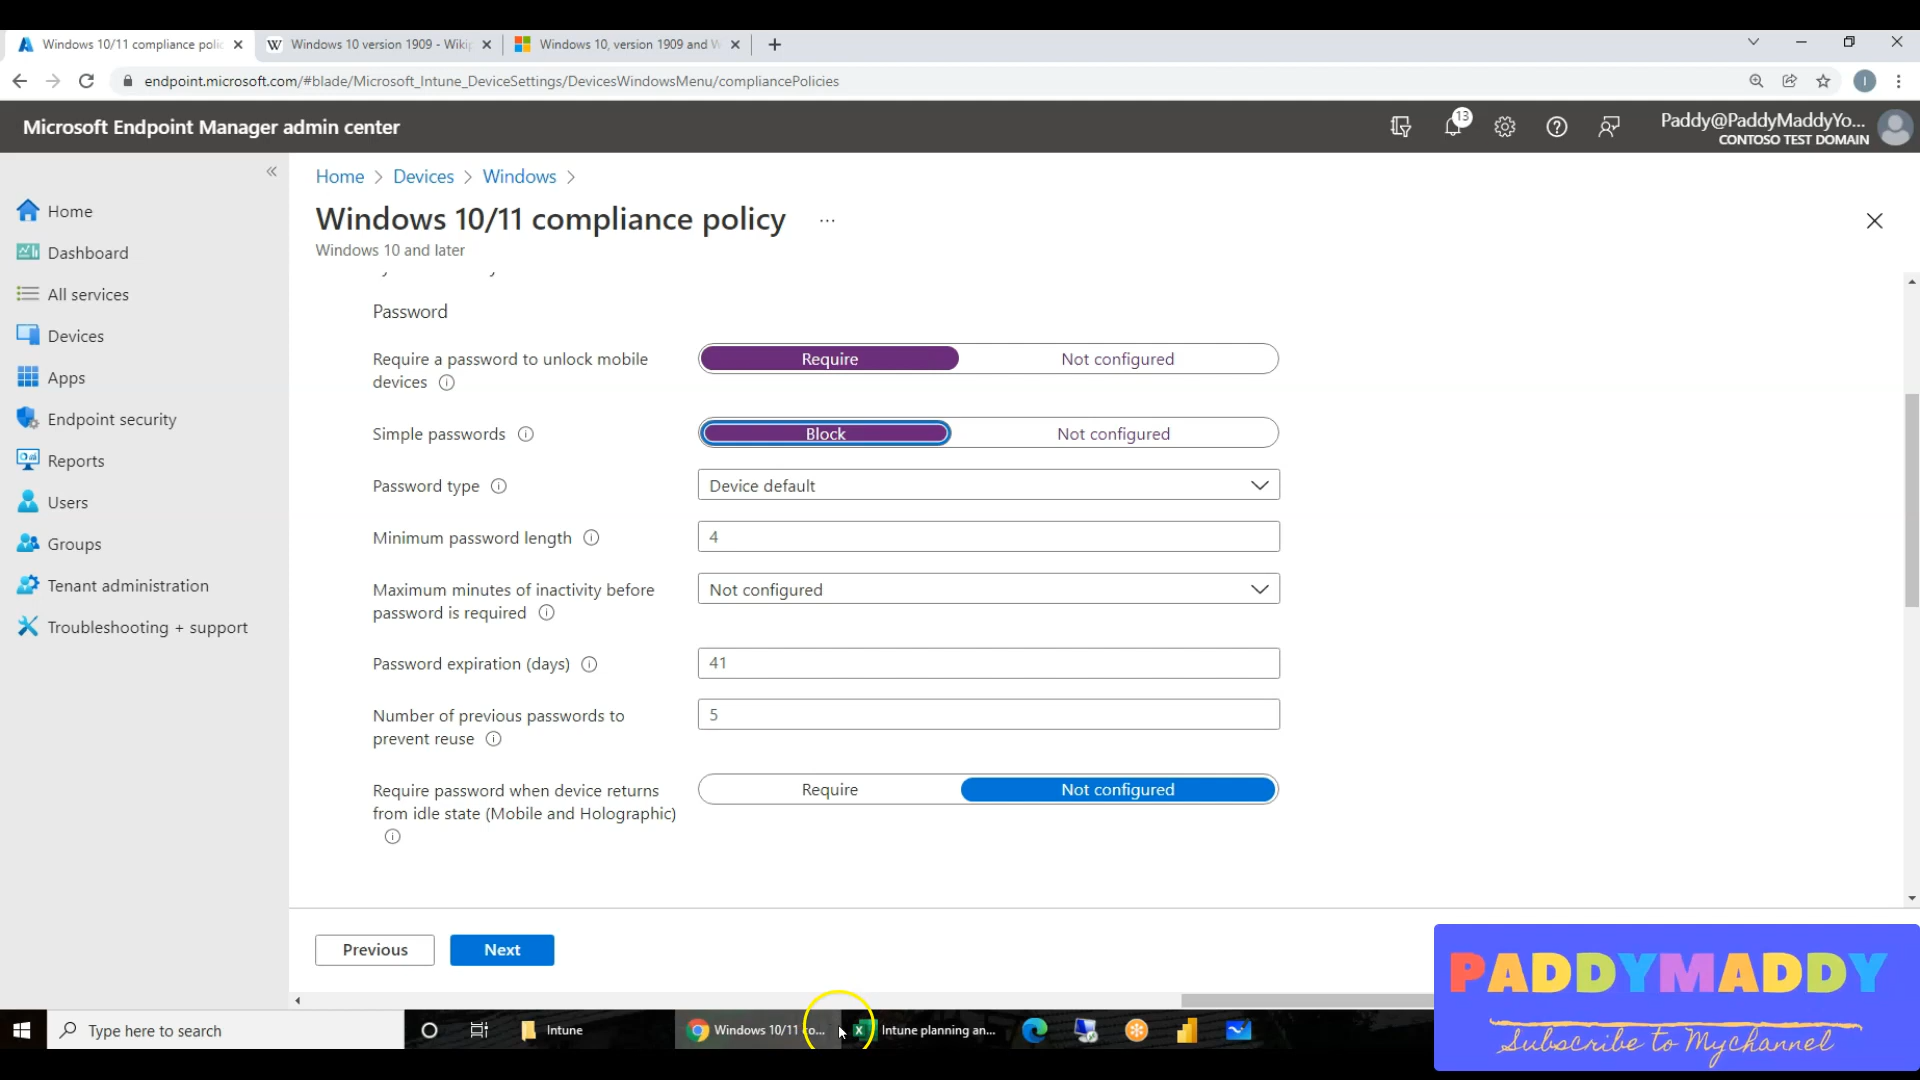 Windows 10/11 compliance polic
Windows 10 version 1909 - Wikip
Windows 10, version 1909 and W
endpoint.microsoft.com/#blade/Microsoft_Intune_DeviceSettings/DevicesWindowsMenu/compliancePolicies
I
Microsoft Endpoint Manager admin center
13
Paddy@PaddyMaddyYo...
CONTOSO TEST DOMAIN
Home
Dashboard
All services
Devices
Apps
Endpoint security
Reports
Users
Groups
Tenant administration
Troubleshooting + support
Home > Devices > Windows >
Windows 10/11 compliance policy ...
Windows 10 and later
Password
Require a password to unlock mobile
devices
Require Not configured
Simple passwords
Block Not configured
Password type
Device default
Minimum password length
4
Maximum minutes of inactivity before
password is required
Not configured
Password expiration (days)
41
Number of previous passwords to
prevent reuse
5
Require password when device returns
from idle state (Mobile and Holographic)
Require Not configured
Previous Next
PADDYMADDY
Subscribe to Mychannel
Type here to search
Intune
Windows 10/11 co...
Intune planning an...